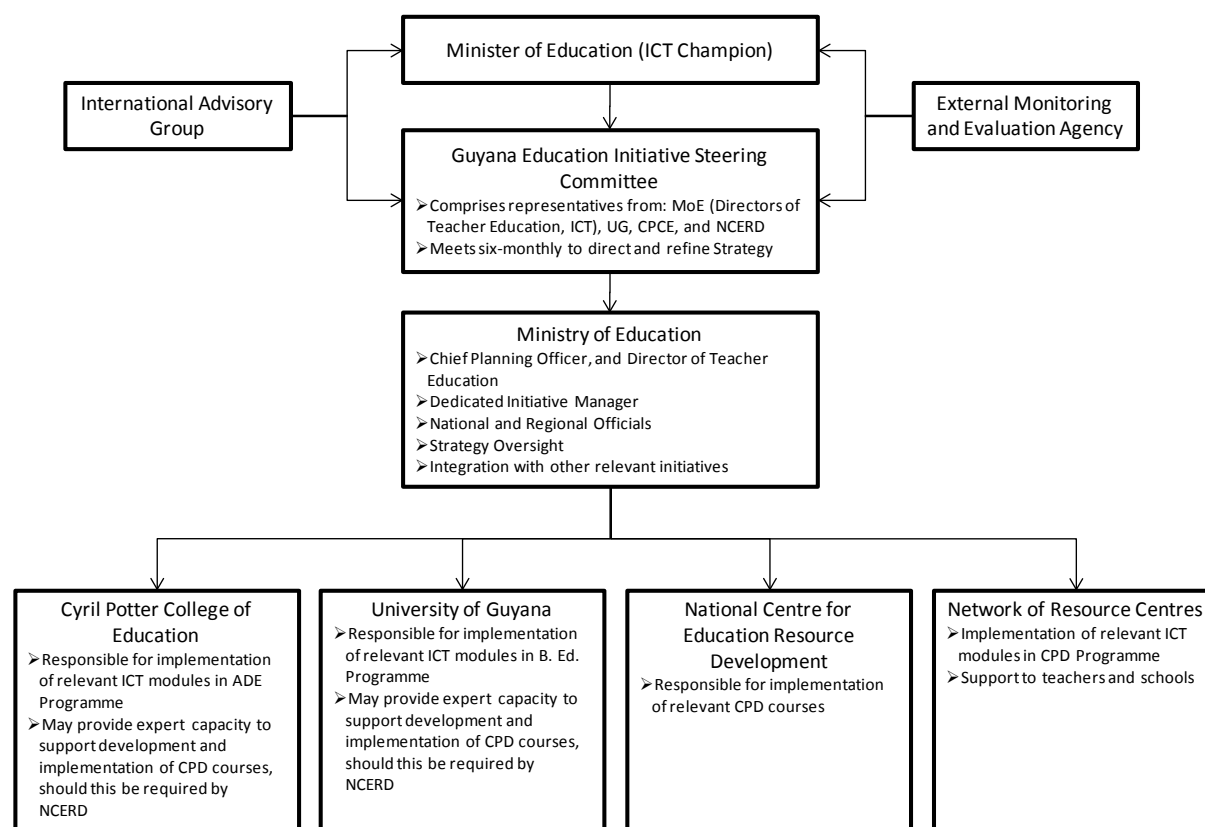 Minister of Education (ICT Champion)
International Advisory
Group
External Monitoring
and Evaluation Agency
Guyana Education Initiative Steering
Committee
➢Comprises representatives from: MoE (Directors of
Teacher Education, ICT), UG, CPCE, and NCERD
➢Meets six-monthly to direct and refine Strategy
Ministry of Education
➢Chief Planning Officer, and Director of Teacher
Education
➢Dedicated Initiative Manager
➢National and Regional Officials
➢Strategy Oversight
➢Integration with other relevant initiatives
Cyril Potter College of
Education
➢Responsible for implementation
of relevant ICT modules in ADE
Programme
➢May provide expert capacity to
support development and
implementation of CPD courses,
should this be required by
NCERD
University of Guyana
➢Responsible for implementation
of relevant ICT modules in B. Ed.
Programme
➢May provide expert capacity to
support development and
implementation of CPD courses,
should this be required by
NCERD
National Centre for
Education Resource
Development
➢Responsible for implementation
of relevant CPD courses
Network of Resource Centres
➢Implementation of relevant ICT
modules in CPD Programme
➢Support to teachers and schools